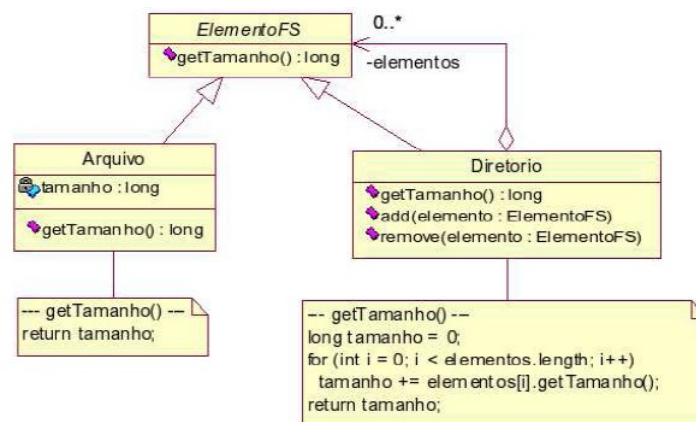 ElementoFS
getTamanho() : long
0..*
-elementos
Arquivo
tamanho : long
getTamanho() : long
Diretorio
getTamanho() : long
add(elemento : ElementoFS)
remove(elemento : ElementoFS)
--- getTamanho() ---
return tamanho;
--- getTamanho() ---
long tamanho = 0;
for (int i = 0; i < elementos.length; i++)
tamanho += elementos[i].getTamanho();
return tamanho;